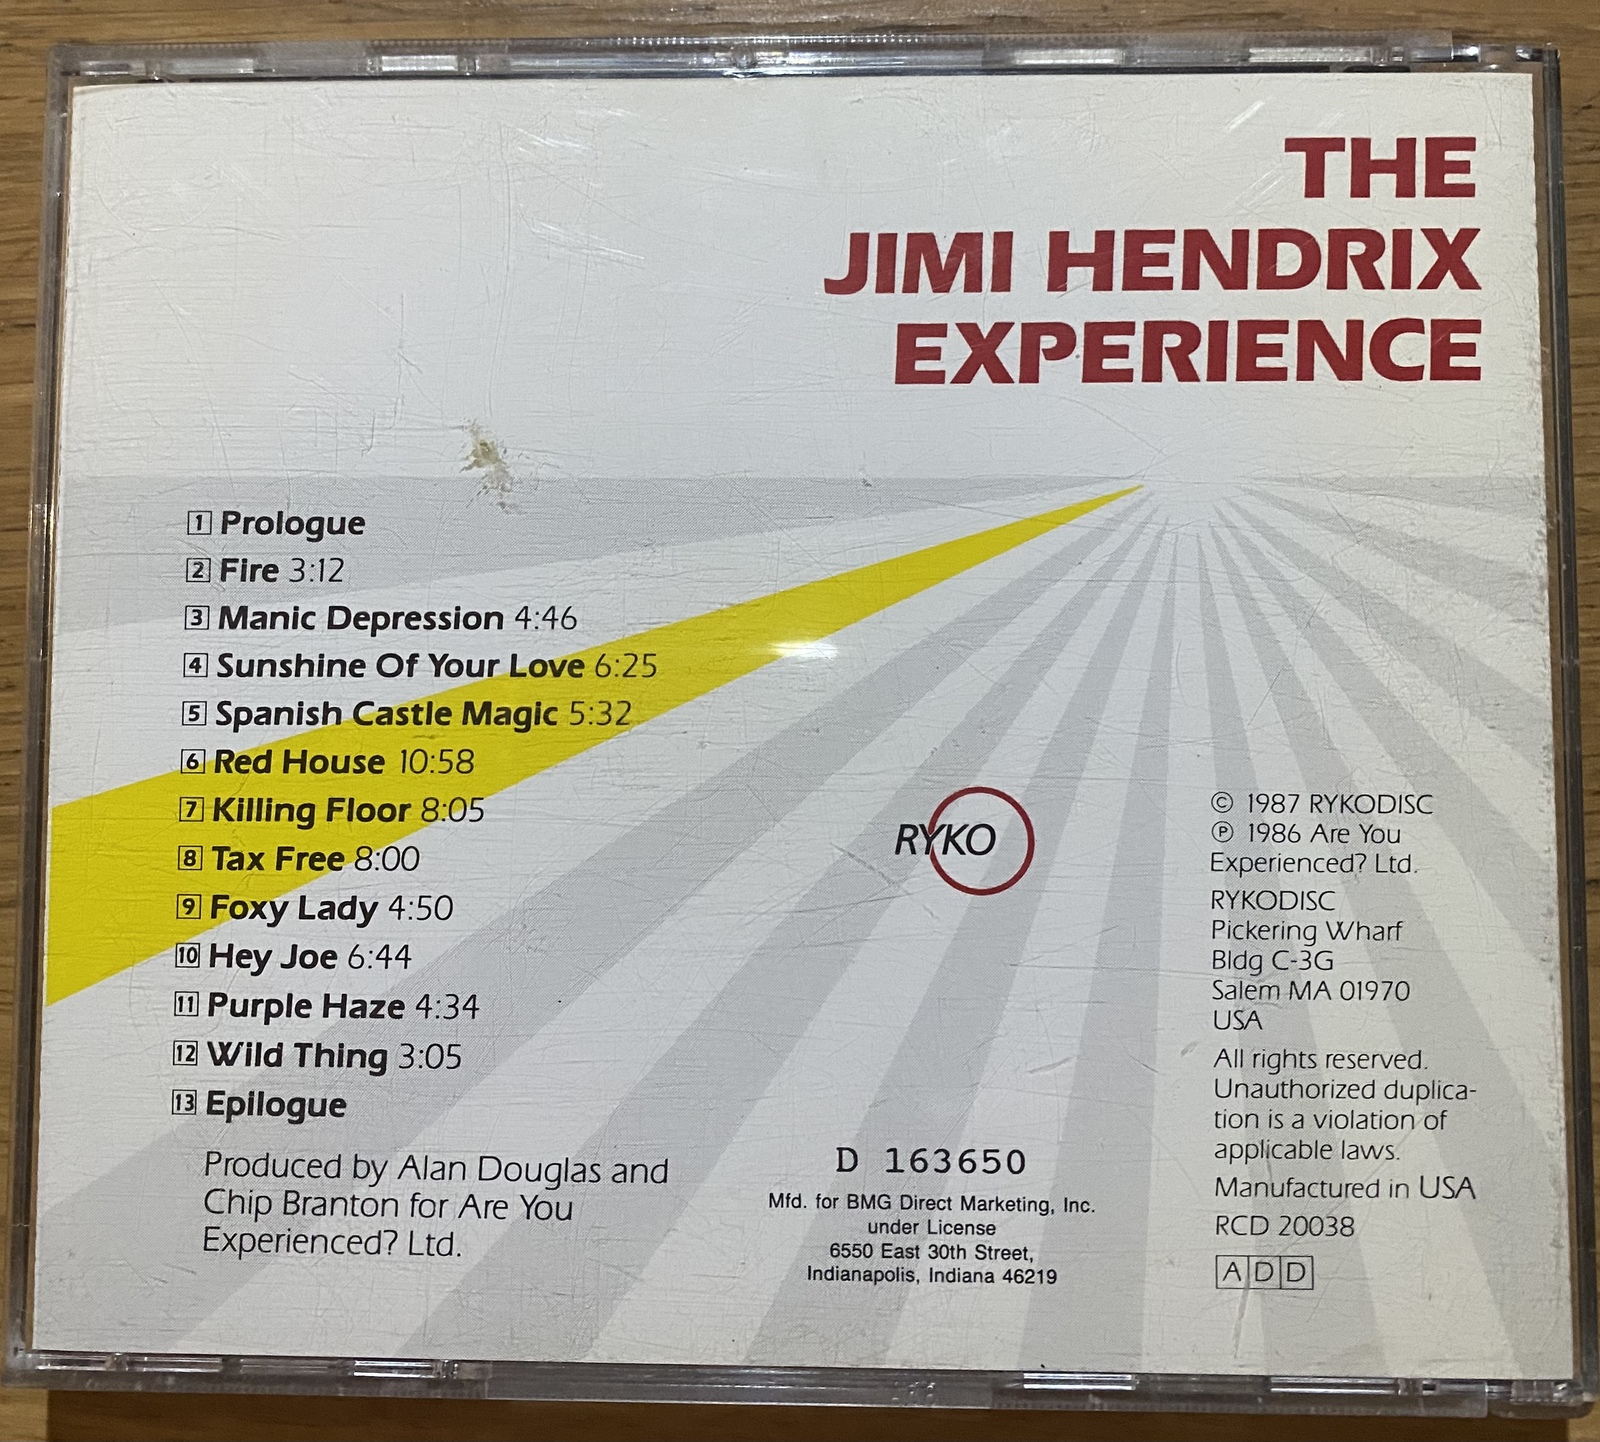 THE
JIMI HENDRIX
EXPERIENCE
1 Prologue
2 Fire 3:12
3 Manic Depression 4:46
4 Sunshine Of Your Love 6:25
5 Spanish Castle Magic 5:32
6 Red House 10:58
7 Killing Floor 8:05
8 Tax Free 8:00
9 Foxy Lady 4:50
10 Hey Joe 6:44
11 Purple Haze 4:34
12 Wild Thing 3:05
13 Epilogue
Produced by Alan Douglas and
Chip Branton for Are You
Experienced? Ltd.
RYKO
D 163650
Mfd. for BMG Direct Marketing, Inc.
under License
6550 East 30th Street,
Indianapolis, Indiana 46219
© 1987 RYKODISC
℗ 1986 Are You
Experienced? Ltd.
RYKODISC
Pickering Wharf
Bldg C-3G
Salem MA 01970
USA
All rights reserved.
Unauthorized duplica-
tion is a violation of
applicable laws.
Manufactured in USA
RCD 20038
ADD